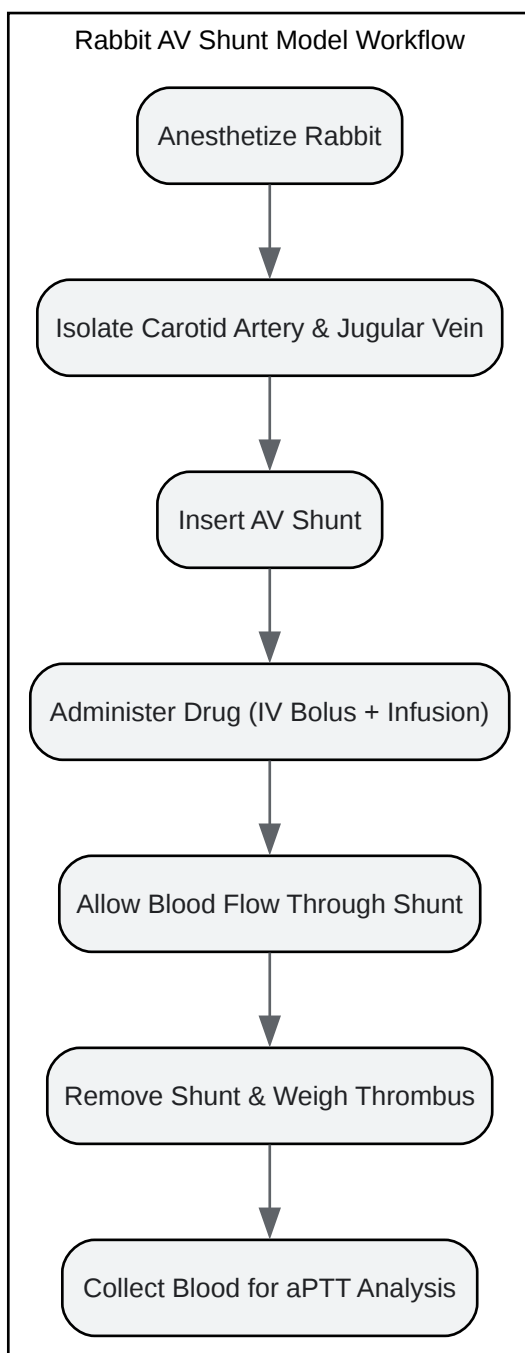 Rabbit AV Shunt Model Workflow
Anesthetize Rabbit
Isolate Carotid Artery & Jugular Vein
Insert AV Shunt
Administer Drug (IV Bolus + Infusion)
Allow Blood Flow Through Shunt
Remove Shunt & Weigh Thrombus
Collect Blood for aPTT Analysis